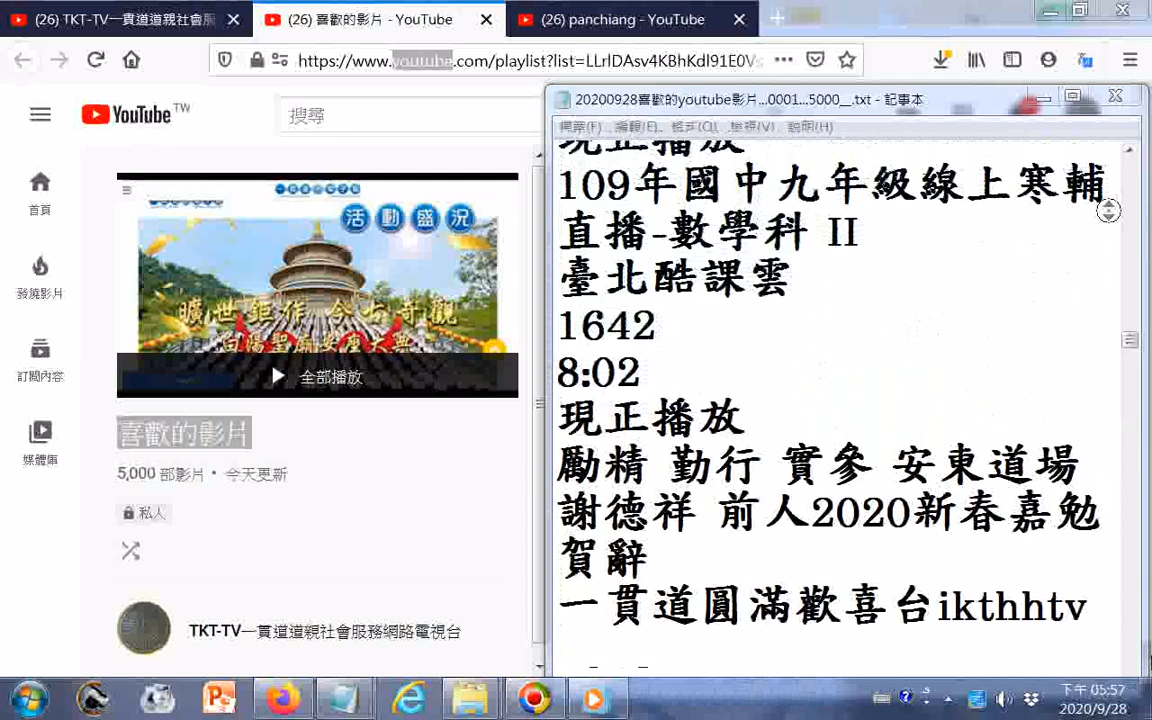 (26) TKT-TV一貫道道親社會服
(26) 喜歡的影片 - YouTube
(26) panchiang - YouTube
https://www.youtube.com/playlist?list=LLrlDAsv4KBhKdl91E0Vs
YouTube TW
搜尋
首頁
發燒影片
訂閱內容
媒體庫
活動盛況
曠世鉅作 今古奇觀
全部播放
喜歡的影片
5,000 部影片 • 今天更新
私人
TKT-TV一貫道道親社會服務網路電視台
20200928喜歡的youtube影片...0001...5000__.txt - 記事本
檔案(F) 編輯(E) 格式(O) 檢視(V) 說明(H)
現正播放
109年國中九年級線上寒輔
直播-數學科 II
臺北酷課雲
1642
8:02
現正播放
勵精 勤行 實參 安東道場
謝德祥 前人2020新春嘉勉
賀辭
一貫道圓滿歡喜台ikthhtv
下午 05:57
2020/9/28